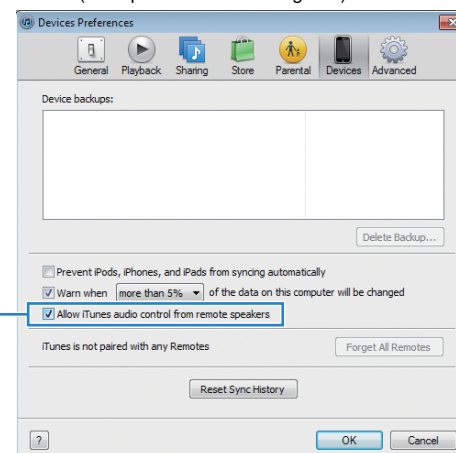 Devices Preferences
General Playback Sharing Store Parental Devices Advanced
Device backups:
Delete Backup...
Prevent iPods, iPhones, and iPads from syncing automatically
Warn when more than 5% of the data on this computer will be changed
Allow iTunes audio control from remote speakers
iTunes is not paired with any Remotes Forget All Remotes
Reset Sync History
? OK Cancel